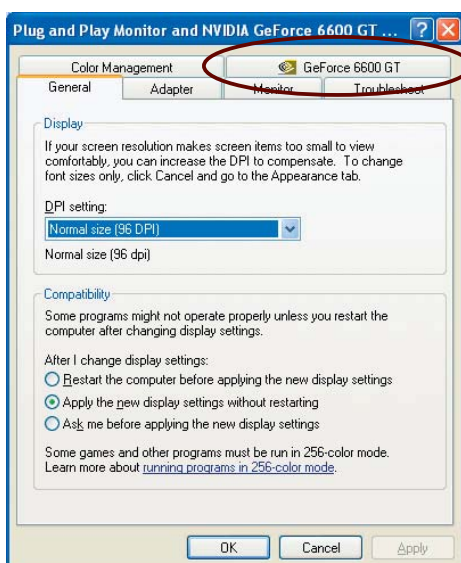 Plug and Play Monitor and NVIDIA GeForce 6600 GT ...
Color Management
GeForce 6600 GT
General
Adapter
Monitor
Troubleshoot
Display
If your screen resolution makes screen items too small to view
comfortably, you can increase the DPI to compensate. To change
font sizes only, click Cancel and go to the Appearance tab.
DPI setting:
Normal size (96 DPI)
Normal size (96 dpi)
Compatibility
Some programs might not operate properly unless you restart the
computer after changing display settings.
After I change display settings:
Restart the computer before applying the new display settings
Apply the new display settings without restarting
Ask me before applying the new display settings
Some games and other programs must be run in 256-color mode.
Learn more about running programs in 256-color mode.
OK
Cancel
Apply